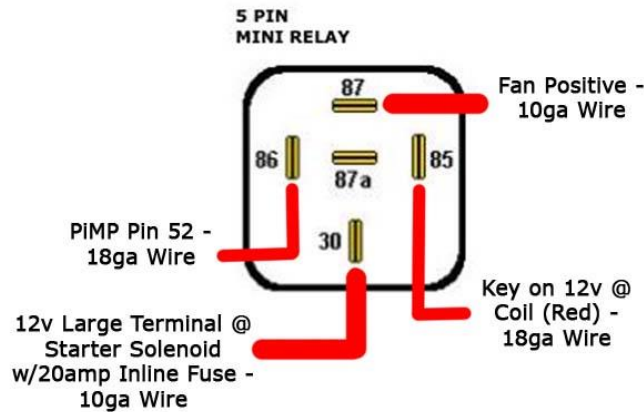 5 PIN
MINI RELAY
87
Fan Positive -
10ga Wire
86
85
87a
PiMP Pin 52 -
18ga Wire
30
Key on 12v @
Coil (Red) -
18ga Wire
12v Large Terminal @
Starter Solenoid
w/20amp Inline Fuse -
10ga Wire